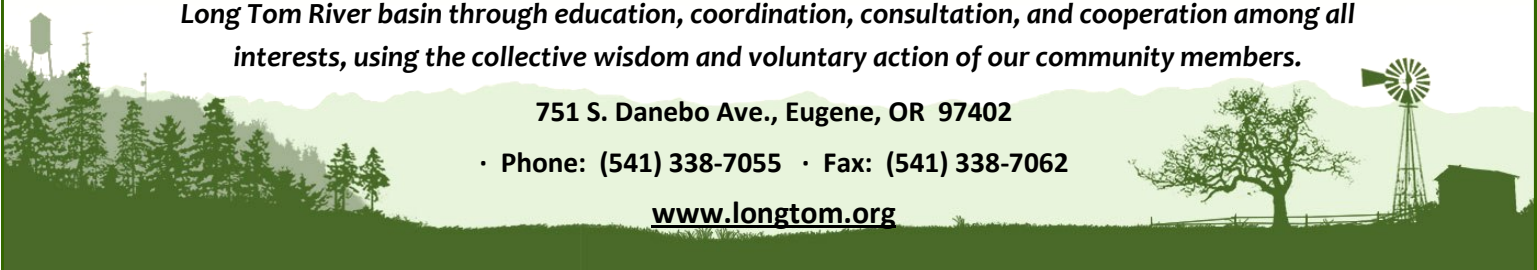 Long Tom River basin through education, coordination, consultation, and cooperation among all
interests, using the collective wisdom and voluntary action of our community members.
751 S. Danebo Ave., Eugene, OR  97402
· Phone:  (541) 338-7055  · Fax:  (541) 338-7062
www.longtom.org